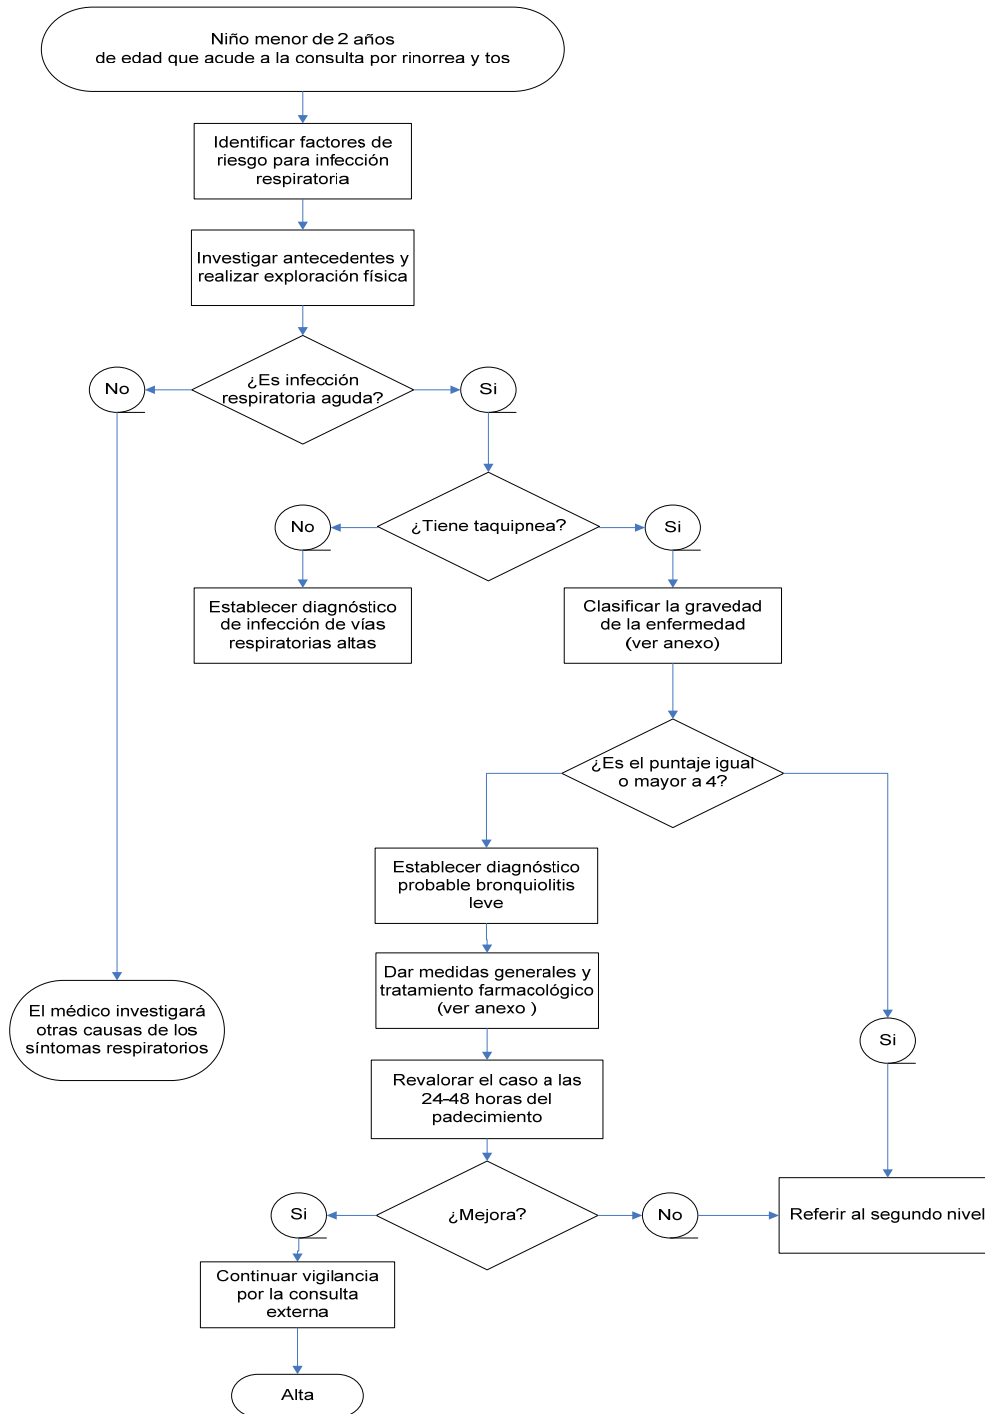 Niño menor de 2 años
de edad que acude a la consulta por rinorrea y tos
Identificar factores de
riesgo para infección
respiratoria
Investigar antecedentes y
realizar exploración física
¿Es infección
respiratoria aguda?
No
Si
¿Tiene taquipnea?
No
Si
Establecer diagnóstico
de infección de vías
respiratorias altas
Clasificar la gravedad
de la enfermedad
(ver anexo)
¿Es el puntaje igual
o mayor a 4?
Establecer diagnóstico
probable bronquiolitis
leve
Dar medidas generales y
tratamiento farmacológico
(ver anexo )
El médico investigará
otras causas de los
síntomas respiratorios
Si
Revalorar el caso a las
24-48 horas del
padecimiento
¿Mejora?
Si
No
Referir al segundo nivel
Continuar vigilancia
por la consulta
externa
Alta